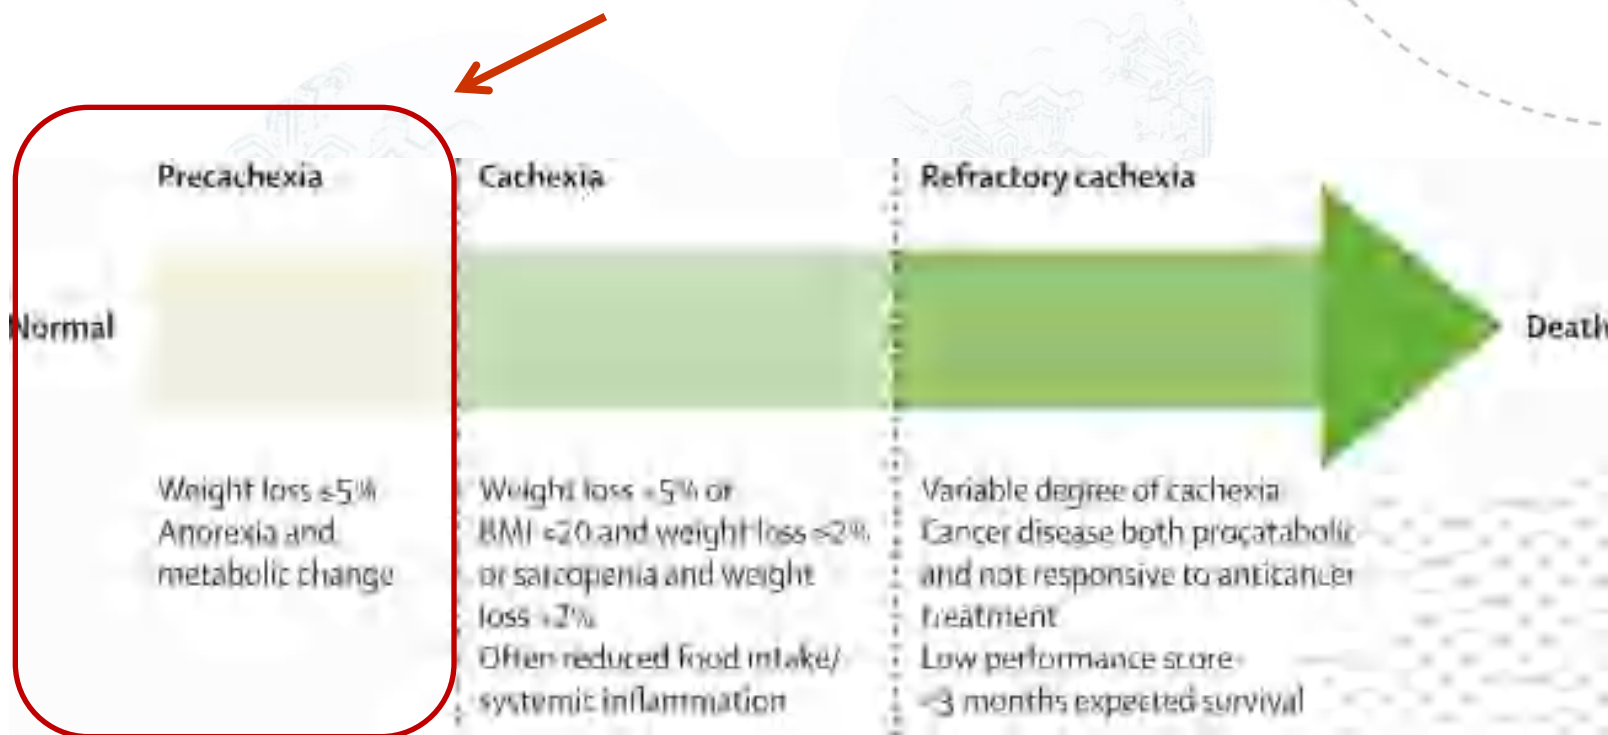 Precachexia
Cachexia
Refractory cachexia
Normal
Death
Weight loss ≤5%
Anorexia and
metabolic change
Weight loss >5% or
BMI <20 and weight loss >2%
or sarcopenia and weight
loss >2%
Often reduced food intake/
systemic inflammation
Variable degree of cachexia
Cancer disease both procatabolic
and not responsive to anticancer
treatment
Low performance score
<3 months expected survival